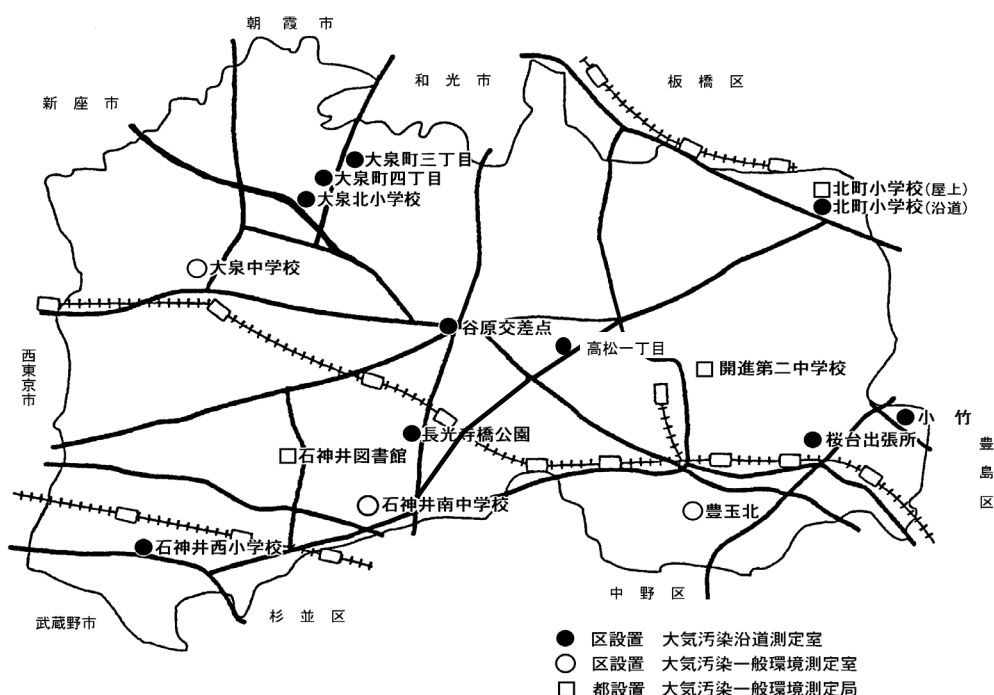 朝霞市
和光市
板橋区
新座市
大泉町三丁目
大泉町四丁目
大泉北小学校
北町小学校(屋上)
北町小学校(沿道)
大泉中学校
谷原交差点
高松一丁目
西東京市
開進第二中学校
小竹
長光寺橋公園
桜台出張所
石神井図書館
豊島区
石神井南中学校
豊玉北
石神井西小学校
中野区
杉並区
武蔵野市
区設置 大気汚染沿道測定室
区設置 大気汚染一般環境測定室
都設置 大気汚染一般環境測定局